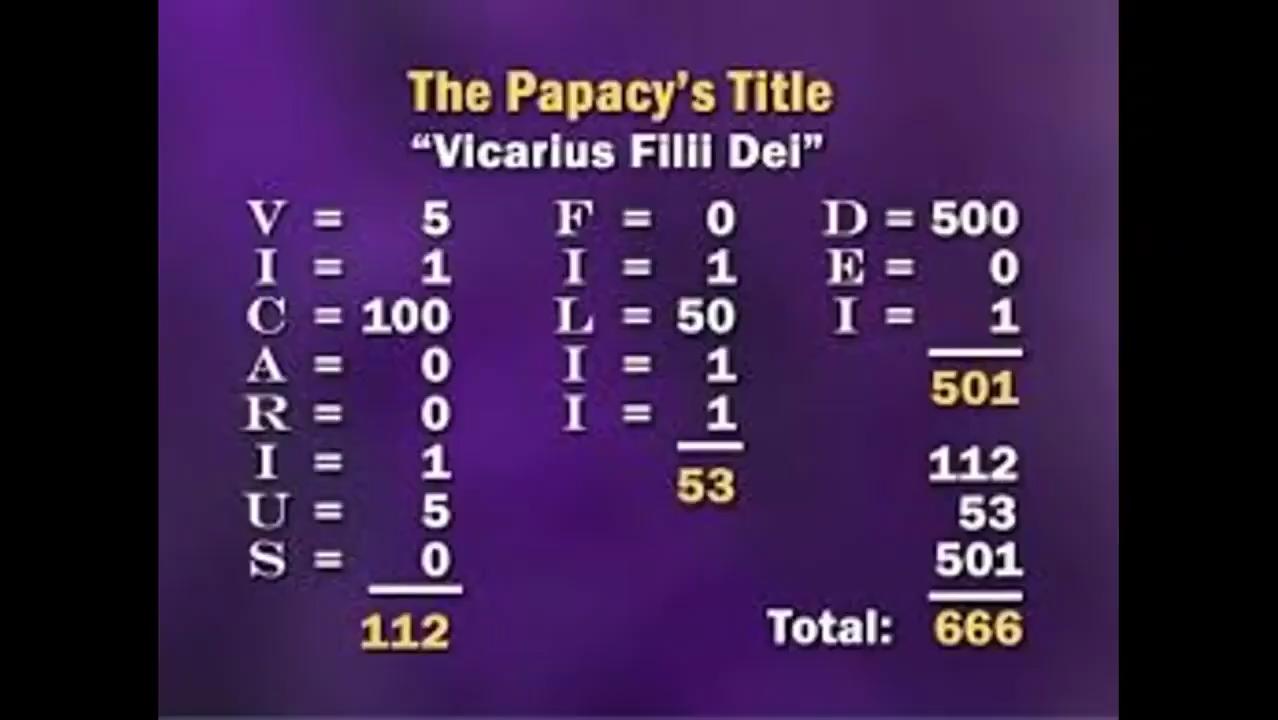 The Papacy's Title
“Vicarius Filii Dei”
V = 5
I = 1
C = 100
A = 0
R = 0
I = 1
U = 5
S = 0
112
F = 0
I = 1
L = 50
I = 1
I = 1
53
D = 500
E = 0
I = 1
501
112
53
501
Total: 666